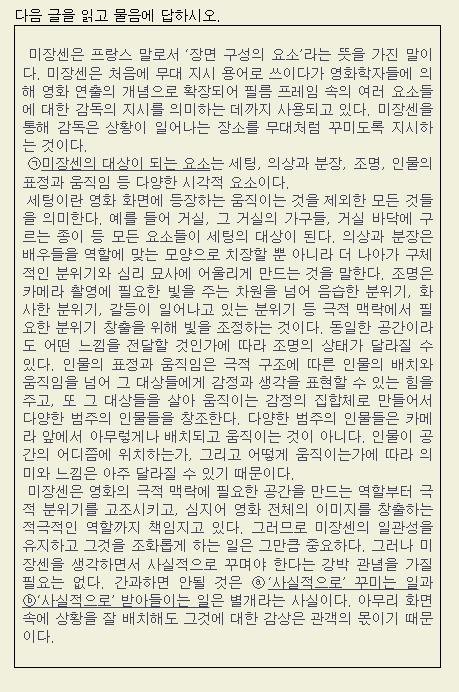 다음 글을 읽고 물음에 답하시오.
미장센은 프랑스 말로서 ‘장면 구성의 요소’라는 뜻을 가진 말이
다. 미장센은 처음에 무대 지시 용어로 쓰이다가 영화학자들에 의
해 영화 연출의 개념으로 확장되어 필름 프레임 속의 여러 요소들
에 대한 감독의 지시를 의미하는 데까지 사용되고 있다. 미장센을
통해 감독은 상황이 일어나는 장소를 무대처럼 꾸미도록 지시하
는 것이다.
㉠미장센의 대상이 되는 요소는 세팅, 의상과 분장, 조명, 인물의
표정과 움직임 등 다양한 시각적 요소이다.
세팅이란 영화 화면에 등장하는 움직이는 것을 제외한 모든 것들
을 의미한다. 예를 들어 거실, 그 거실의 가구들, 거실 바닥에 구
르는 종이 등 모든 요소들이 세팅의 대상이 된다. 의상과 분장은
배우들을 역할에 맞는 모양으로 치장할 뿐 아니라 더 나아가 구체
적인 분위기와 심리 묘사에 어울리게 만드는 것을 말한다. 조명은
카메라 촬영에 필요한 빛을 주는 차원을 넘어 음습한 분위기, 화
사한 분위기, 갈등이 일어나고 있는 분위기 등 극적 맥락에서 필
요한 분위기 창출을 위해 빛을 조정하는 것이다. 동일한 공간이라
도 어떤 느낌을 전달할 것인가에 따라 조명의 상태가 달라질 수
있다. 인물의 표정과 움직임은 극적 구조에 따른 인물의 배치와
움직임을 넘어 그 대상들에게 감정과 생각을 표현할 수 있는 힘을
주고, 또 그 대상들을 살아 움직이는 감정의 집합체로 만들어서
다양한 범주의 인물들을 창조한다. 다양한 범주의 인물들은 카메
라 앞에서 아무렇게나 배치되고 움직이는 것이 아니다. 인물이 공
간의 어디쯤에 위치하는가, 그리고 어떻게 움직이는가에 따라 의
미와 느낌은 아주 달라질 수 있기 때문이다.
미장센은 영화의 극적 맥락에 필요한 공간을 만드는 역할부터 극
적 분위기를 고조시키고, 심지어 영화 전체의 이미지를 창출하는
적극적인 역할까지 책임지고 있다. 그러므로 미장센의 일관성을
유지하고 그것을 조화롭게 하는 일은 그만큼 중요하다. 그러나 미
장센을 생각하면서 사실적으로 꾸며야 한다는 강박 관념을 가질
필요는 없다. 간과하면 안될 것은 ⓐ‘사실적으로’ 꾸미는 일과
ⓑ‘사실적으로’ 받아들이는 일은 별개라는 사실이다. 아무리 화면
속에 상황을 잘 배치해도 그것에 대한 감상은 관객의 몫이기 때문
이다.